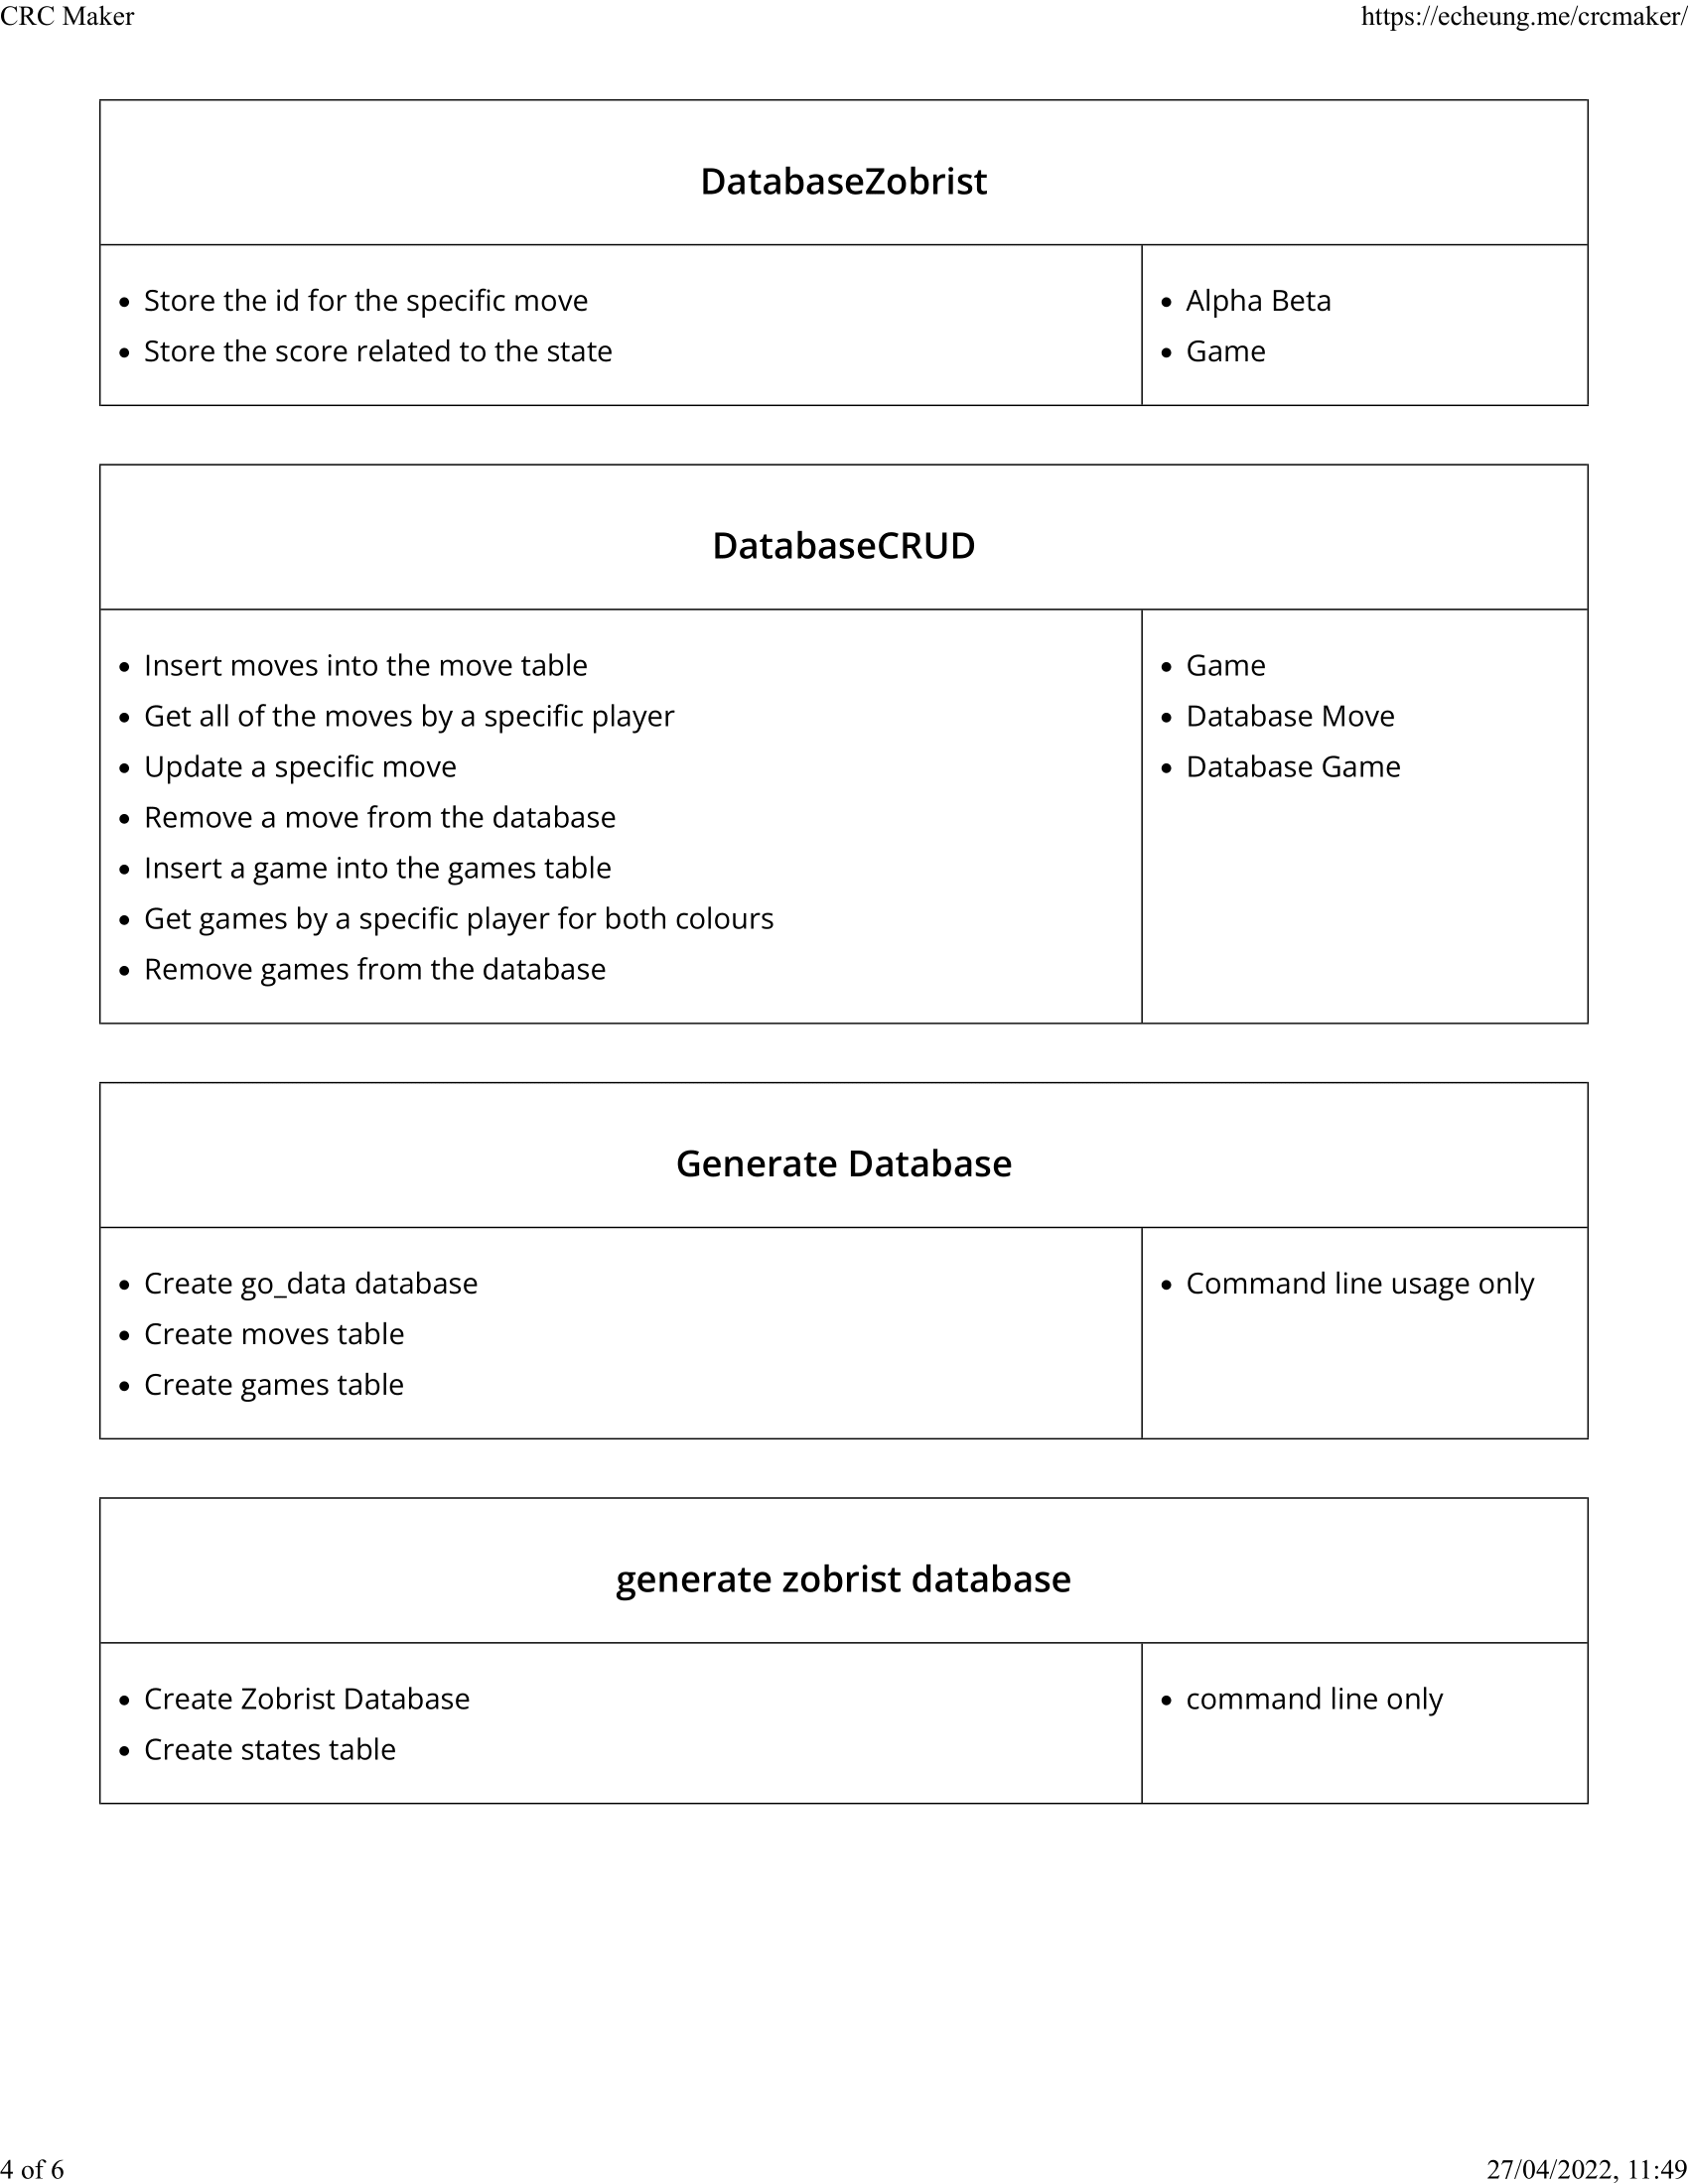 CRC Maker
https://echeung.me/crcmaker/
DatabaseZobrist
• Store the id for the specific move
• Store the score related to the state
• Alpha Beta
• Game
DatabaseCRUD
• Insert moves into the move table
• Get all of the moves by a specific player
• Update a specific move
• Remove a move from the database
• Insert a game into the games table
• Get games by a specific player for both colours
• Remove games from the database
• Game
• Database Move
• Database Game
Generate Database
• Create go_data database
• Create moves table
• Create games table
• Command line usage only
generate zobrist database
• Create Zobrist Database
• Create states table
• command line only
4 of 6
27/04/2022, 11:49